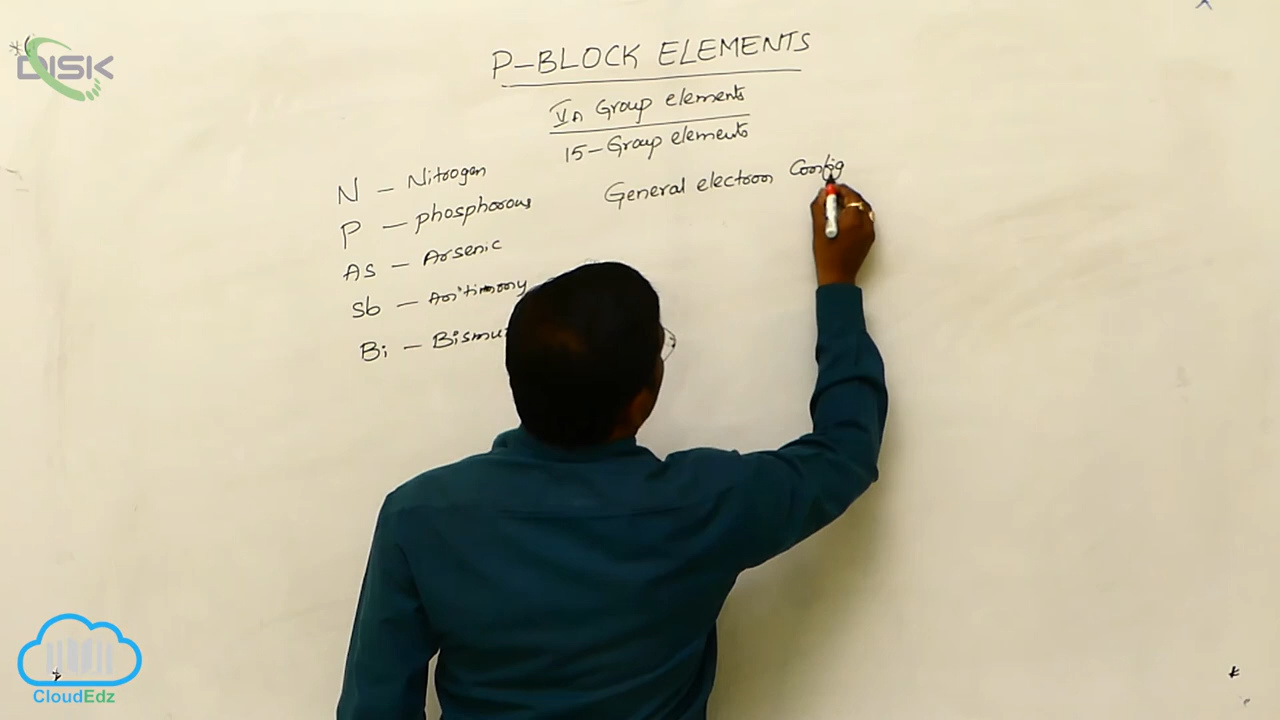 DISK
P-BLOCK ELEMENTS
VA Group elements
15-Group elements
N - Nitrogen
P - phosphorous
As - Arsenic
Sb - Antimony
Bi - Bismu
General electron Config
CloudEdz